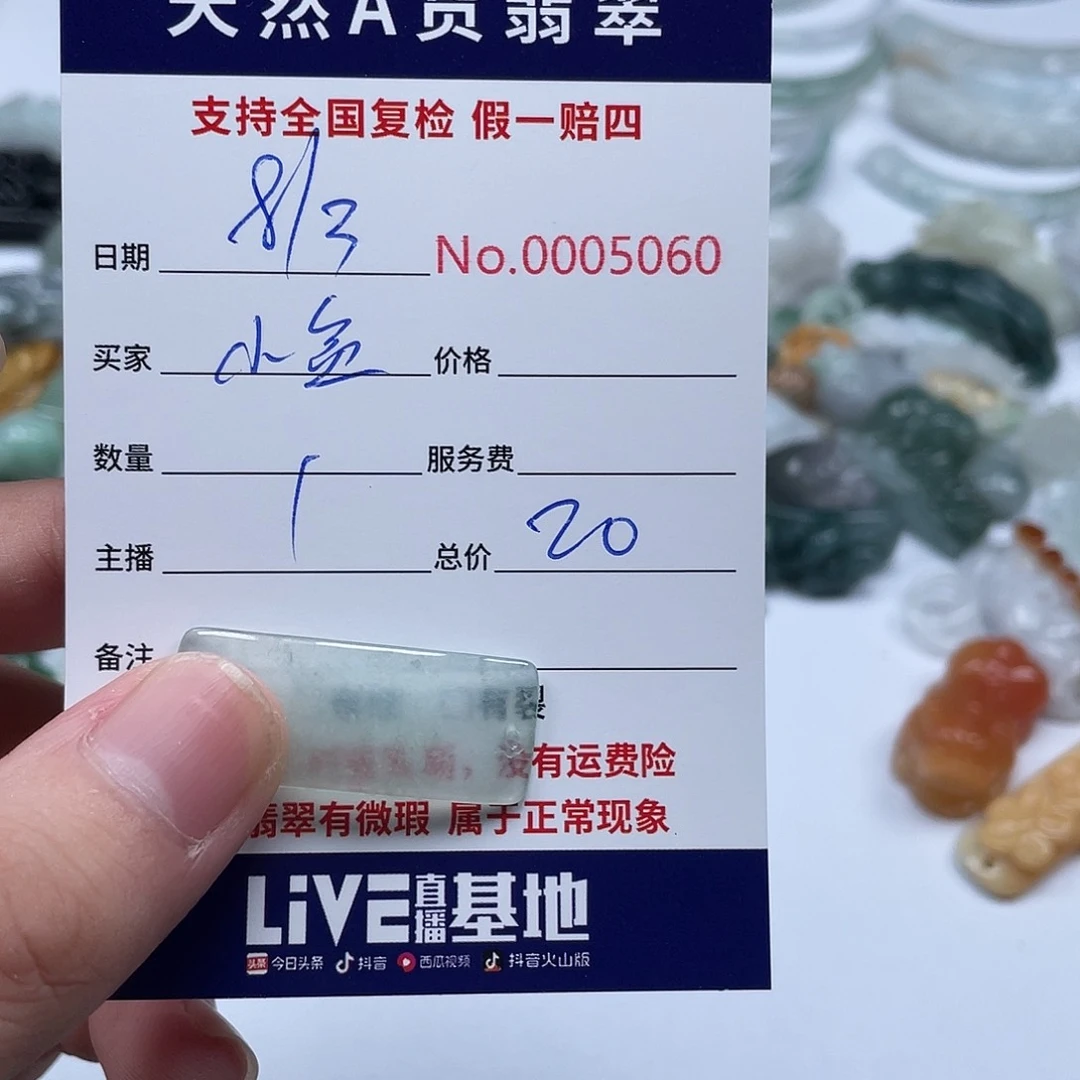 天然A货翡翠
支持全国复检 假一赔四
日期 8/3 No.0005060
买家 小金 价格
数量 1 服务费
主播 总价 20
备注
裂
没有运费险
翡翠有微瑕 属于正常现象
LiVE直播基地
头条 今日头条 抖音 西瓜视频 抖音火山版